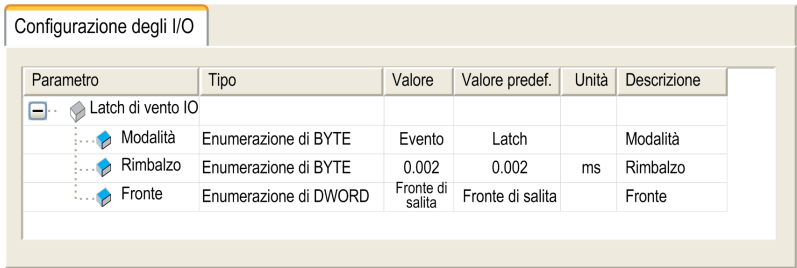 Configurazione degli I/O
Parametro Tipo Valore Valore predef. Unità Descrizione
Latch di vento IO
Modalità Enumerazione di BYTE Evento Latch Modalità
Rimbalzo Enumerazione di BYTE 0.002 0.002 ms Rimbalzo
Fronte Enumerazione di DWORD Fronte di salita Fronte di salita Fronte